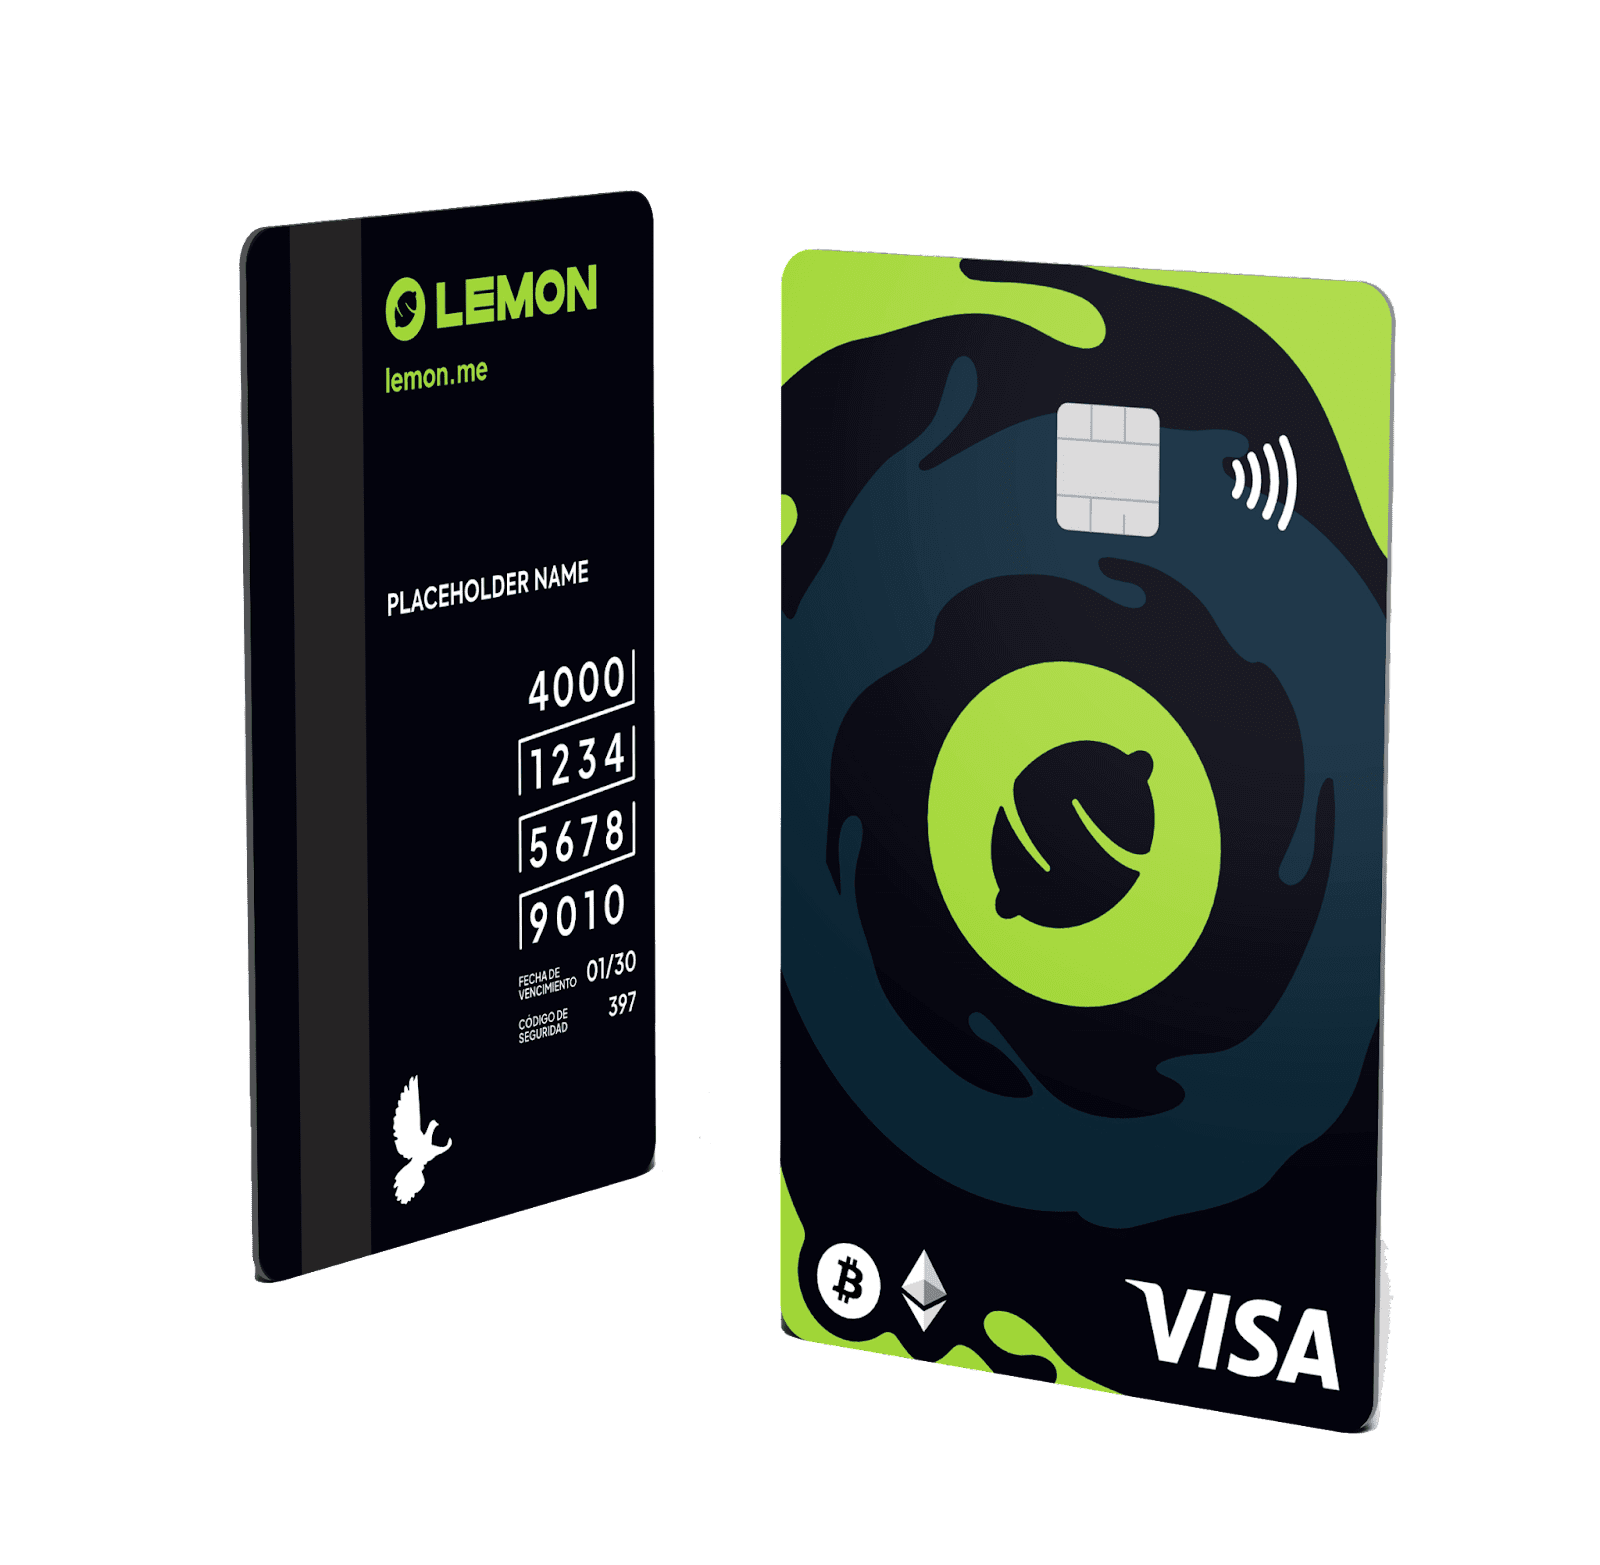 LEMON
lemon.me
PLACEHOLDER NAME
4000
1234
5678
9010
FECHA DE
VENCIMIENTO 01/30
CÓDIGO DE
SEGURIDAD 397
VISA